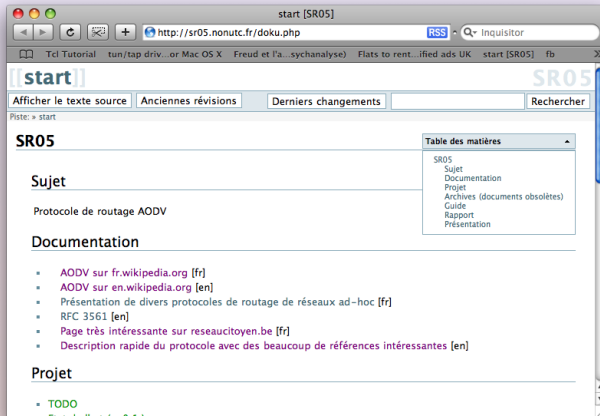 start [SR05]
http://sr05.nonutc.fr/doku.php
RSS
Inquisitor
Tcl Tutorial
tun/tap driv...or Mac OS X
Freud et l'a...sychanalyse)
Flats to rent...ified ads UK
start [SR05]
fb
[[start]]
SR05
Afficher le texte source
Anciennes révisions
Derniers changements
Rechercher
Piste: » start
SR05
Table des matières
SR05
Sujet
Documentation
Projet
Archives (documents obsolètes)
Guide
Rapport
Présentation
Sujet
Protocole de routage AODV
Documentation
AODV sur fr.wikipedia.org [fr]
AODV sur en.wikipedia.org [en]
Présentation de divers protocoles de routage de réseaux ad-hoc [fr]
RFC 3561 [en]
Page très intéressante sur reseaucitoyen.be [fr]
Description rapide du protocole avec des beaucoup de références intéressantes [en]
Projet
TODO